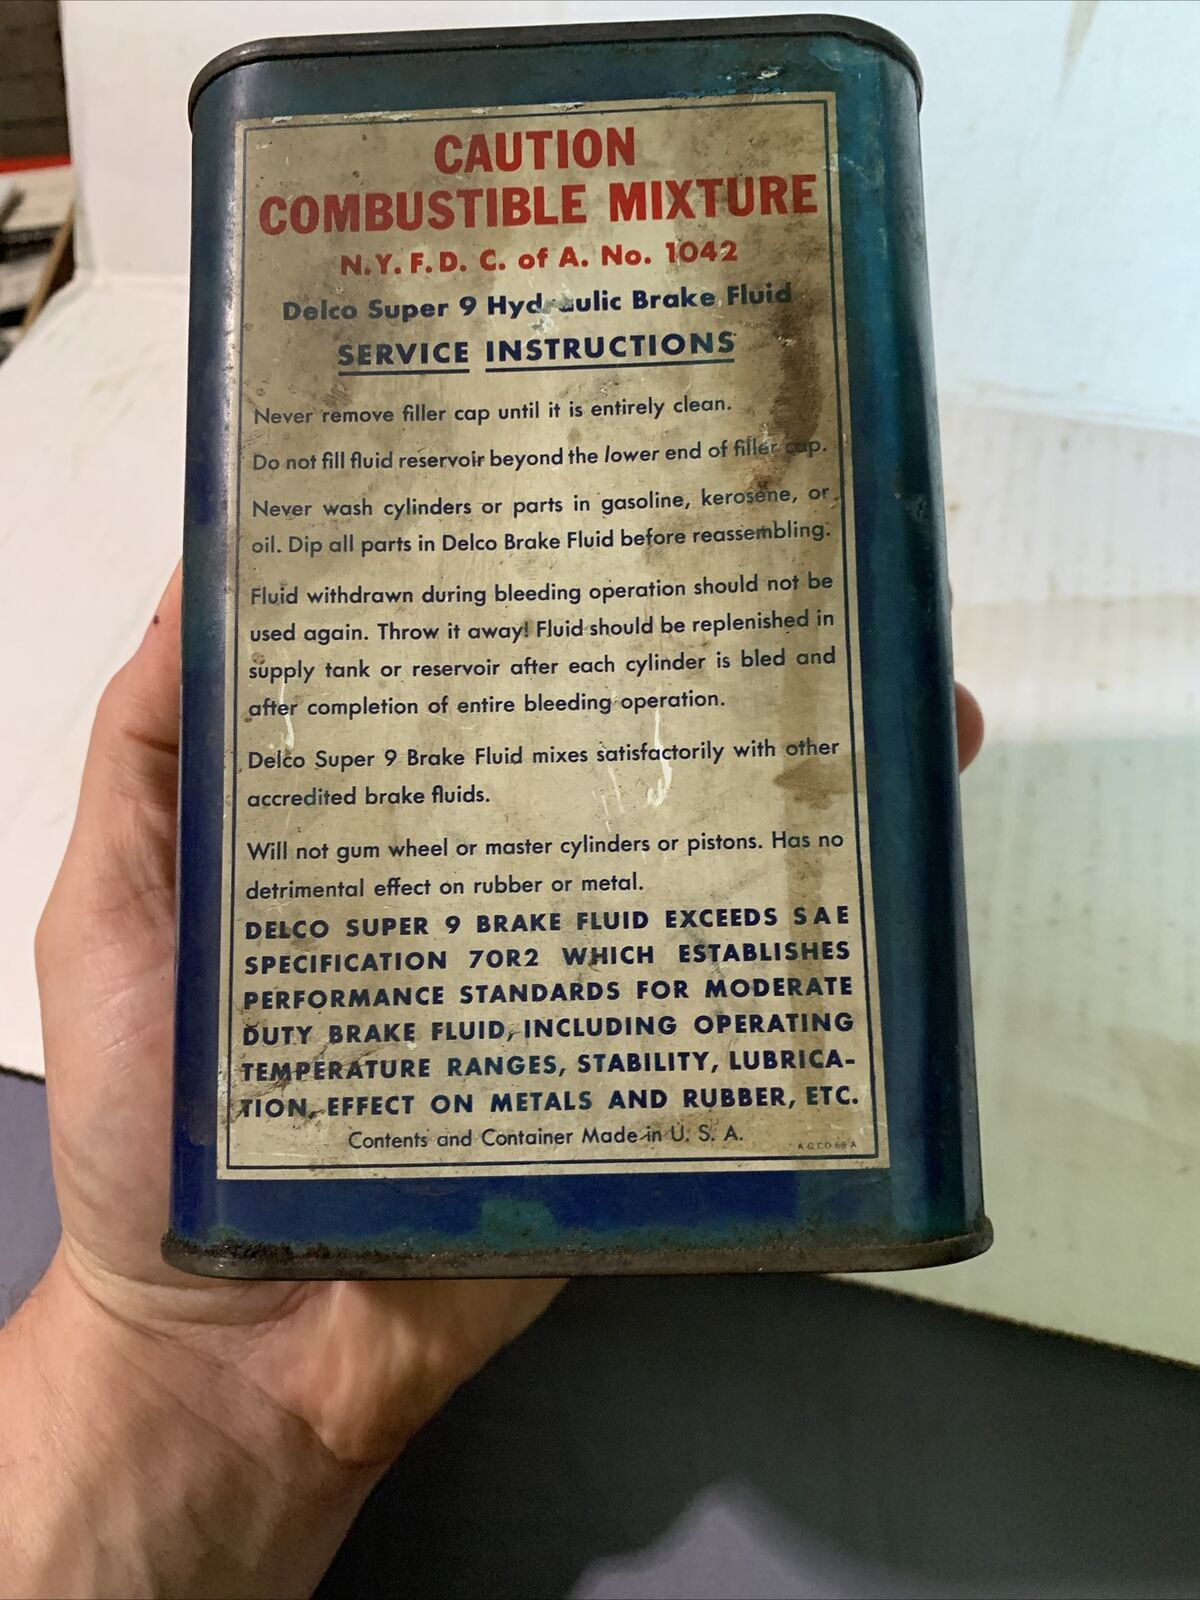 CAUTION
COMBUSTIBLE MIXTURE
N.Y.F.D. C. of A. No. 1042
Delco Super 9 Hydraulic Brake Fluid
SERVICE INSTRUCTIONS
Never remove filler cap until it is entirely clean.
Do not fill fluid reservoir beyond the lower end of filler cap.
Never wash cylinders or parts in gasoline, kerosene, or
oil. Dip all parts in Delco Brake Fluid before reassembling.
Fluid withdrawn during bleeding operation should not be
used again. Throw it away! Fluid should be replenished in
supply tank or reservoir after each cylinder is bled and
after completion of entire bleeding operation.
Delco Super 9 Brake Fluid mixes satisfactorily with other
accredited brake fluids.
Will not gum wheel or master cylinders or pistons. Has no
detrimental effect on rubber or metal.
DELCO SUPER 9 BRAKE FLUID EXCEEDS SAE
SPECIFICATION 70R2 WHICH ESTABLISHES
PERFORMANCE STANDARDS FOR MODERATE
DUTY BRAKE FLUID, INCLUDING OPERATING
TEMPERATURE RANGES, STABILITY, LUBRICA-
TION, EFFECT ON METALS AND RUBBER, ETC.
Contents and Container Made in U. S. A.